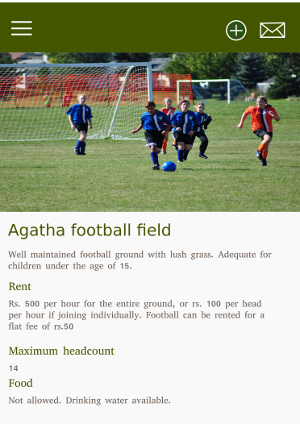 Agatha football field
Well maintained football ground with lush grass. Adequate for
children under the age of 15.
Rent
Rs. 500 per hour for the entire ground, or rs. 100 per head
per hour if joining individually. Football can be rented for a
flat fee of rs.50
Maximum headcount
14
Food
Not allowed. Drinking water available.